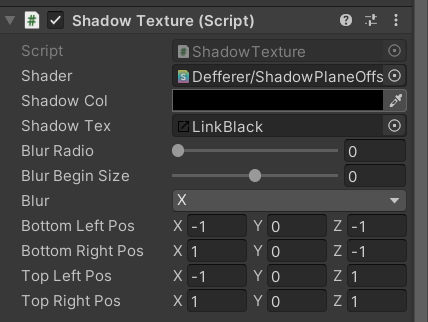 Shadow Texture (Script)
Script ShadowTexture
Shader Defferer/ShadowPlaneOffs
Shadow Col
Shadow Tex LinkBlack
Blur Radio 0
Blur Begin Size 0
Blur X
Bottom Left Pos X -1 Y 0 Z -1
Bottom Right Pos X 1 Y 0 Z -1
Top Left Pos X -1 Y 0 Z 1
Top Right Pos X 1 Y 0 Z 1